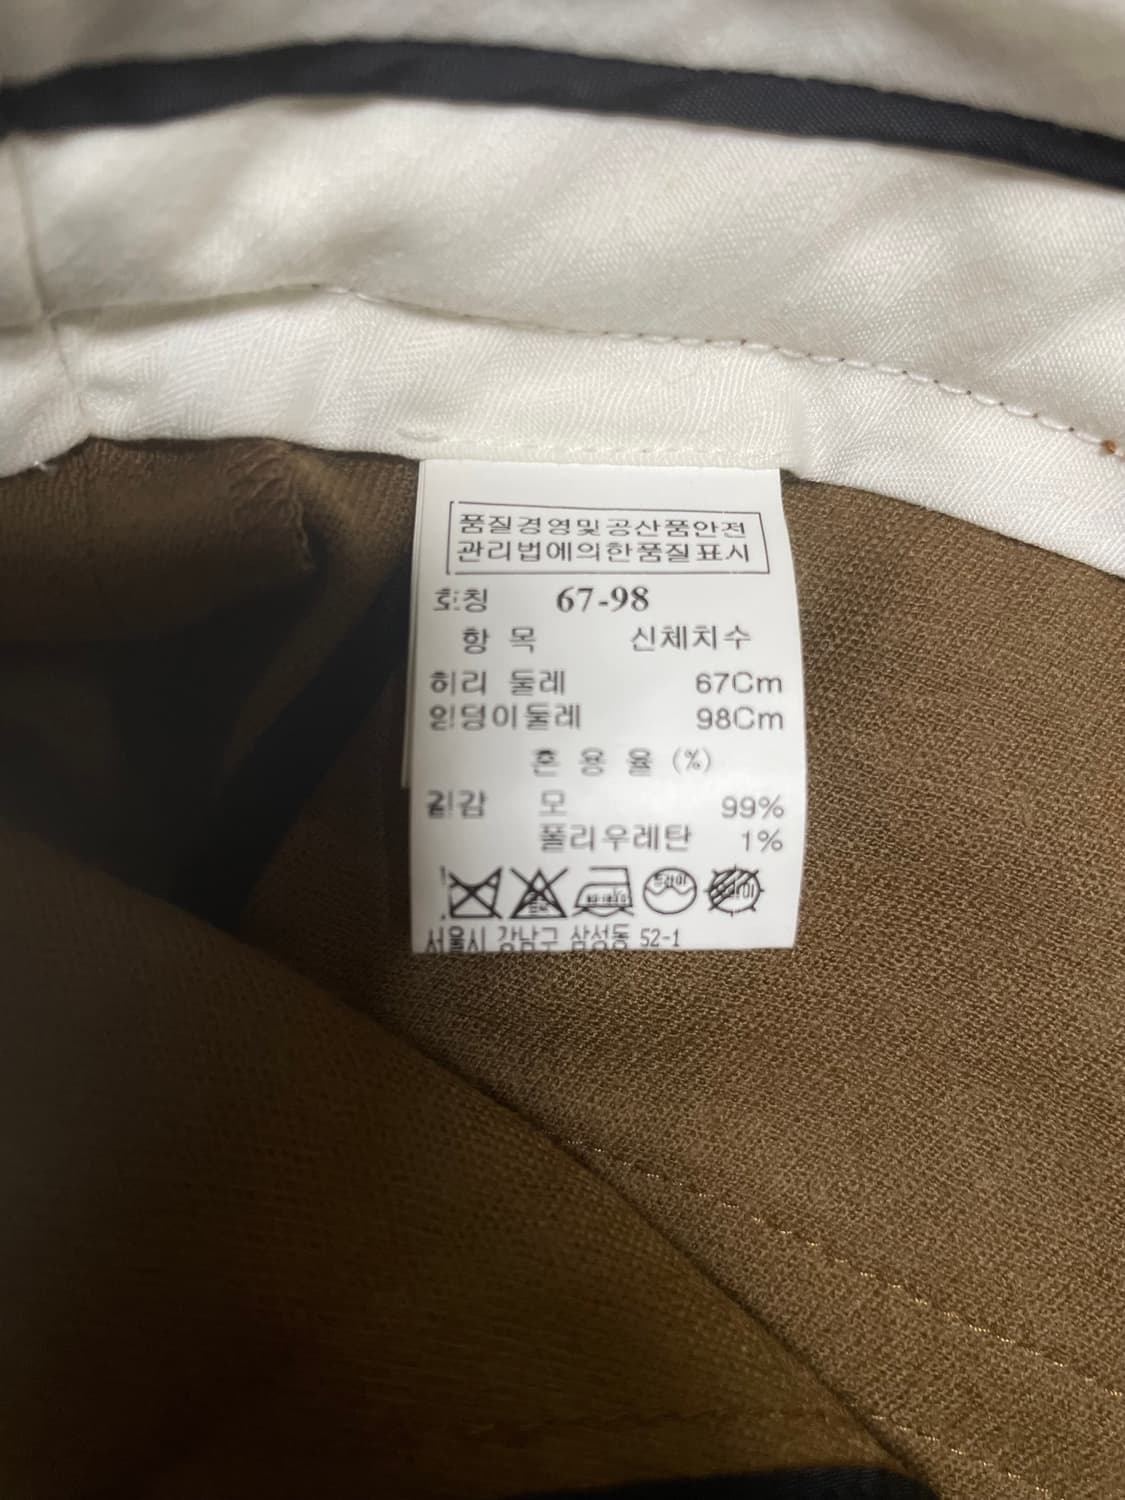 품질경영및공산품안전
관리법에의한품질표시
호칭 67-98
항 목 신체치수
허리 둘레 67Cm
엉덩이둘레 98Cm
혼 용 율 (%)
겉감 모 99%
폴리우레탄 1%
드라이
서울시 강남구 삼성동 52-1